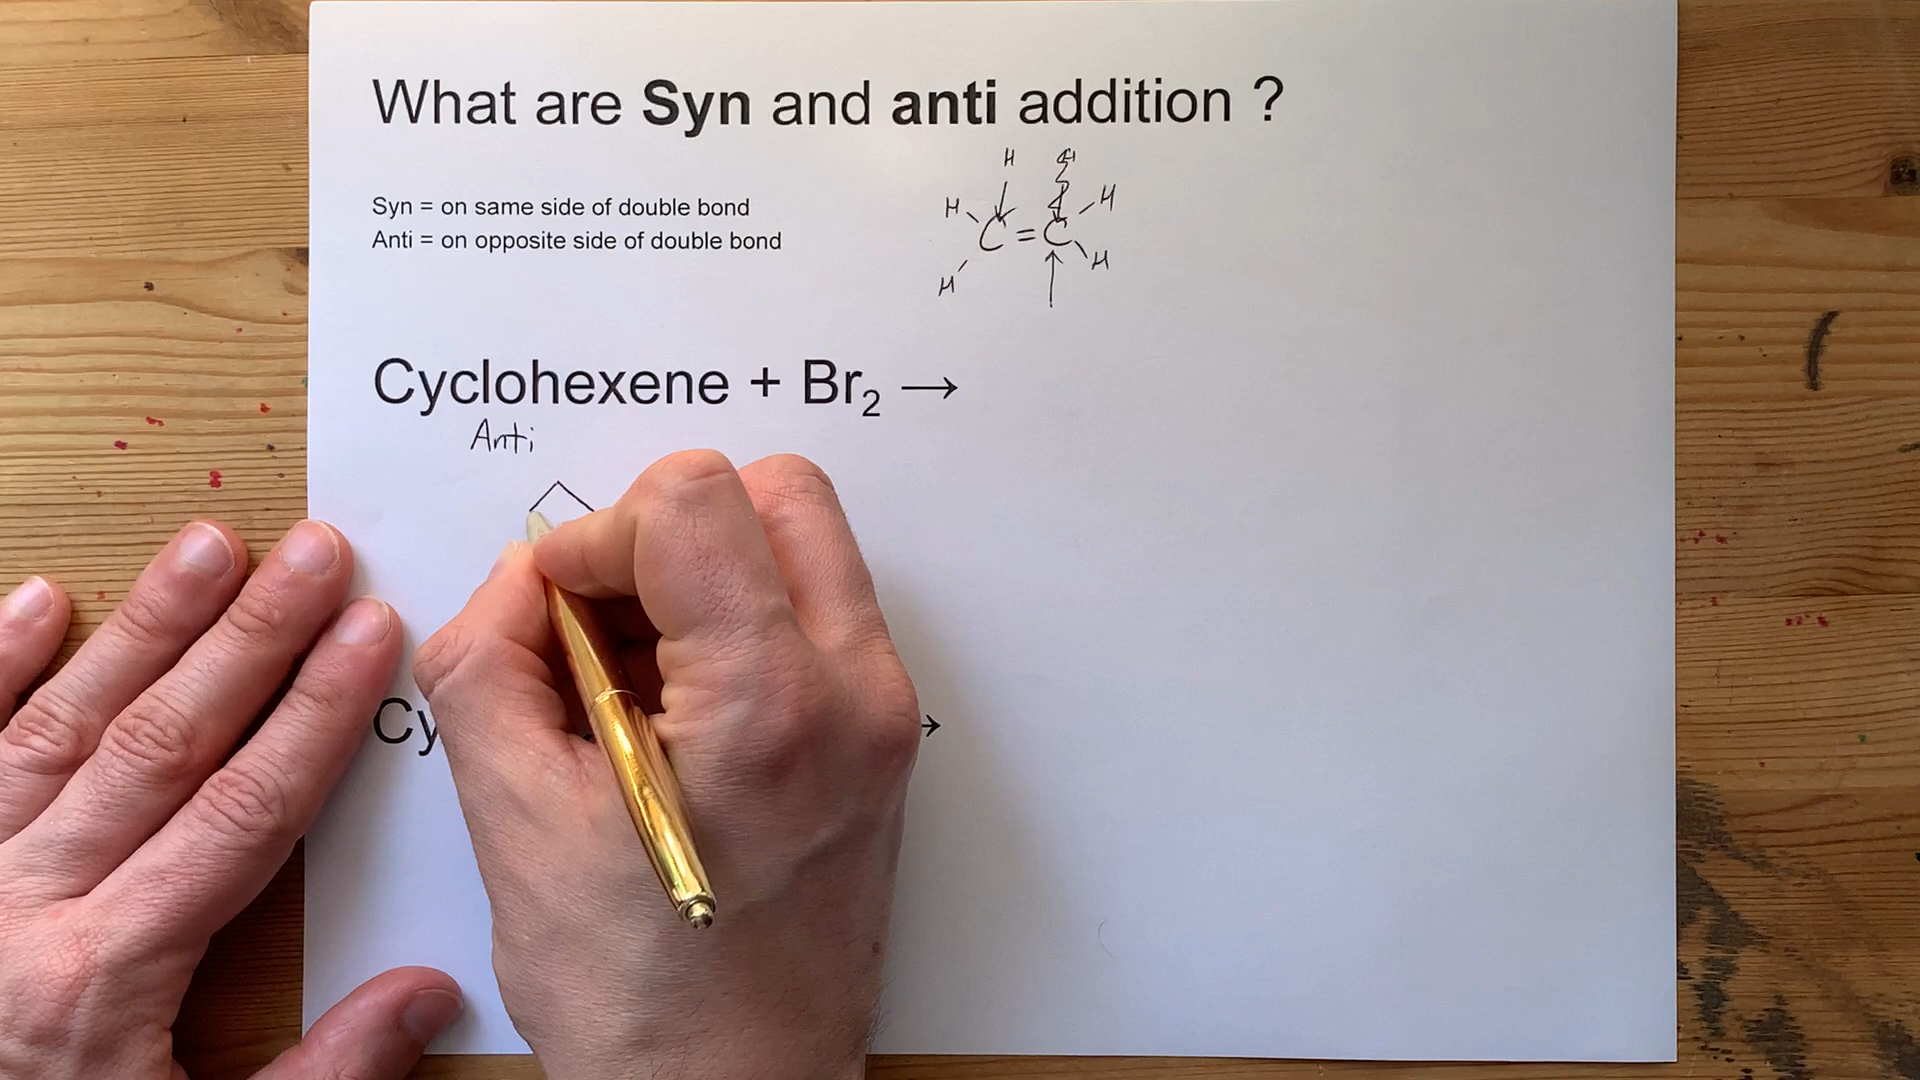 What are Syn and anti addition ?
H
H H
Syn = on same side of double bond
C = C
Anti = on opposite side of double bond
H H
Cyclohexene + Br₂ →
Anti
Cy →